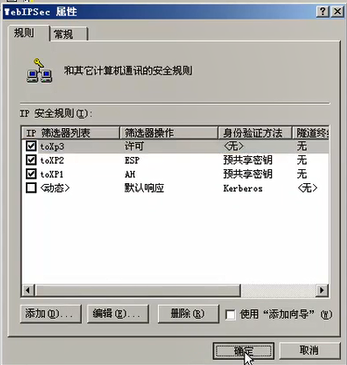 WebIPSec 属性
规则 常规
和其它计算机通讯的安全规则
IP 安全规则(I):
IP 筛选器列表 筛选器操作 身份验证方法 隧道终
toXp3 许可 <无> 无
toXP2 ESP 预共享密钥 无
toXP1 AH 预共享密钥 无
<动态> 默认响应 Kerberos <无>
添加(D)... 编辑(E)... 删除(R) 使用“添加向导”(W)
确定 取消